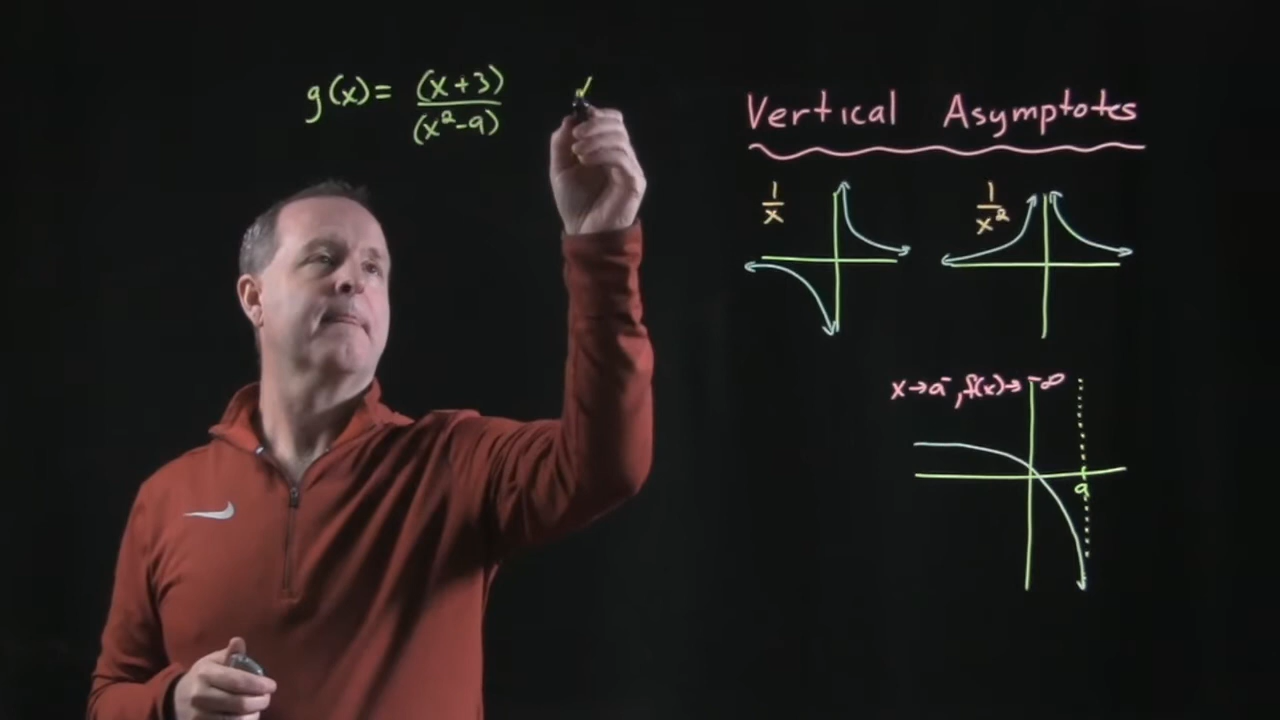 g(x) = (x+3)/(x²-9)
Vertical Asymptotes
1/x
1/x²
x→a⁻, f(x)→ -∞
a